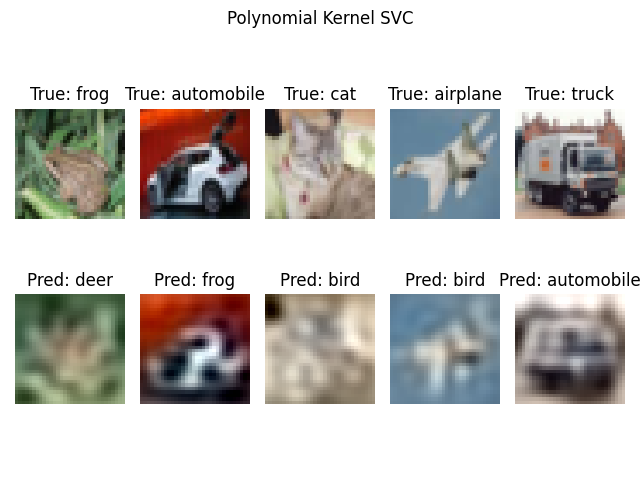 Polynomial Kernel SVC
True: frog True: automobile True: cat True: airplane True: truck
Pred: deer Pred: frog Pred: bird Pred: bird Pred: automobile